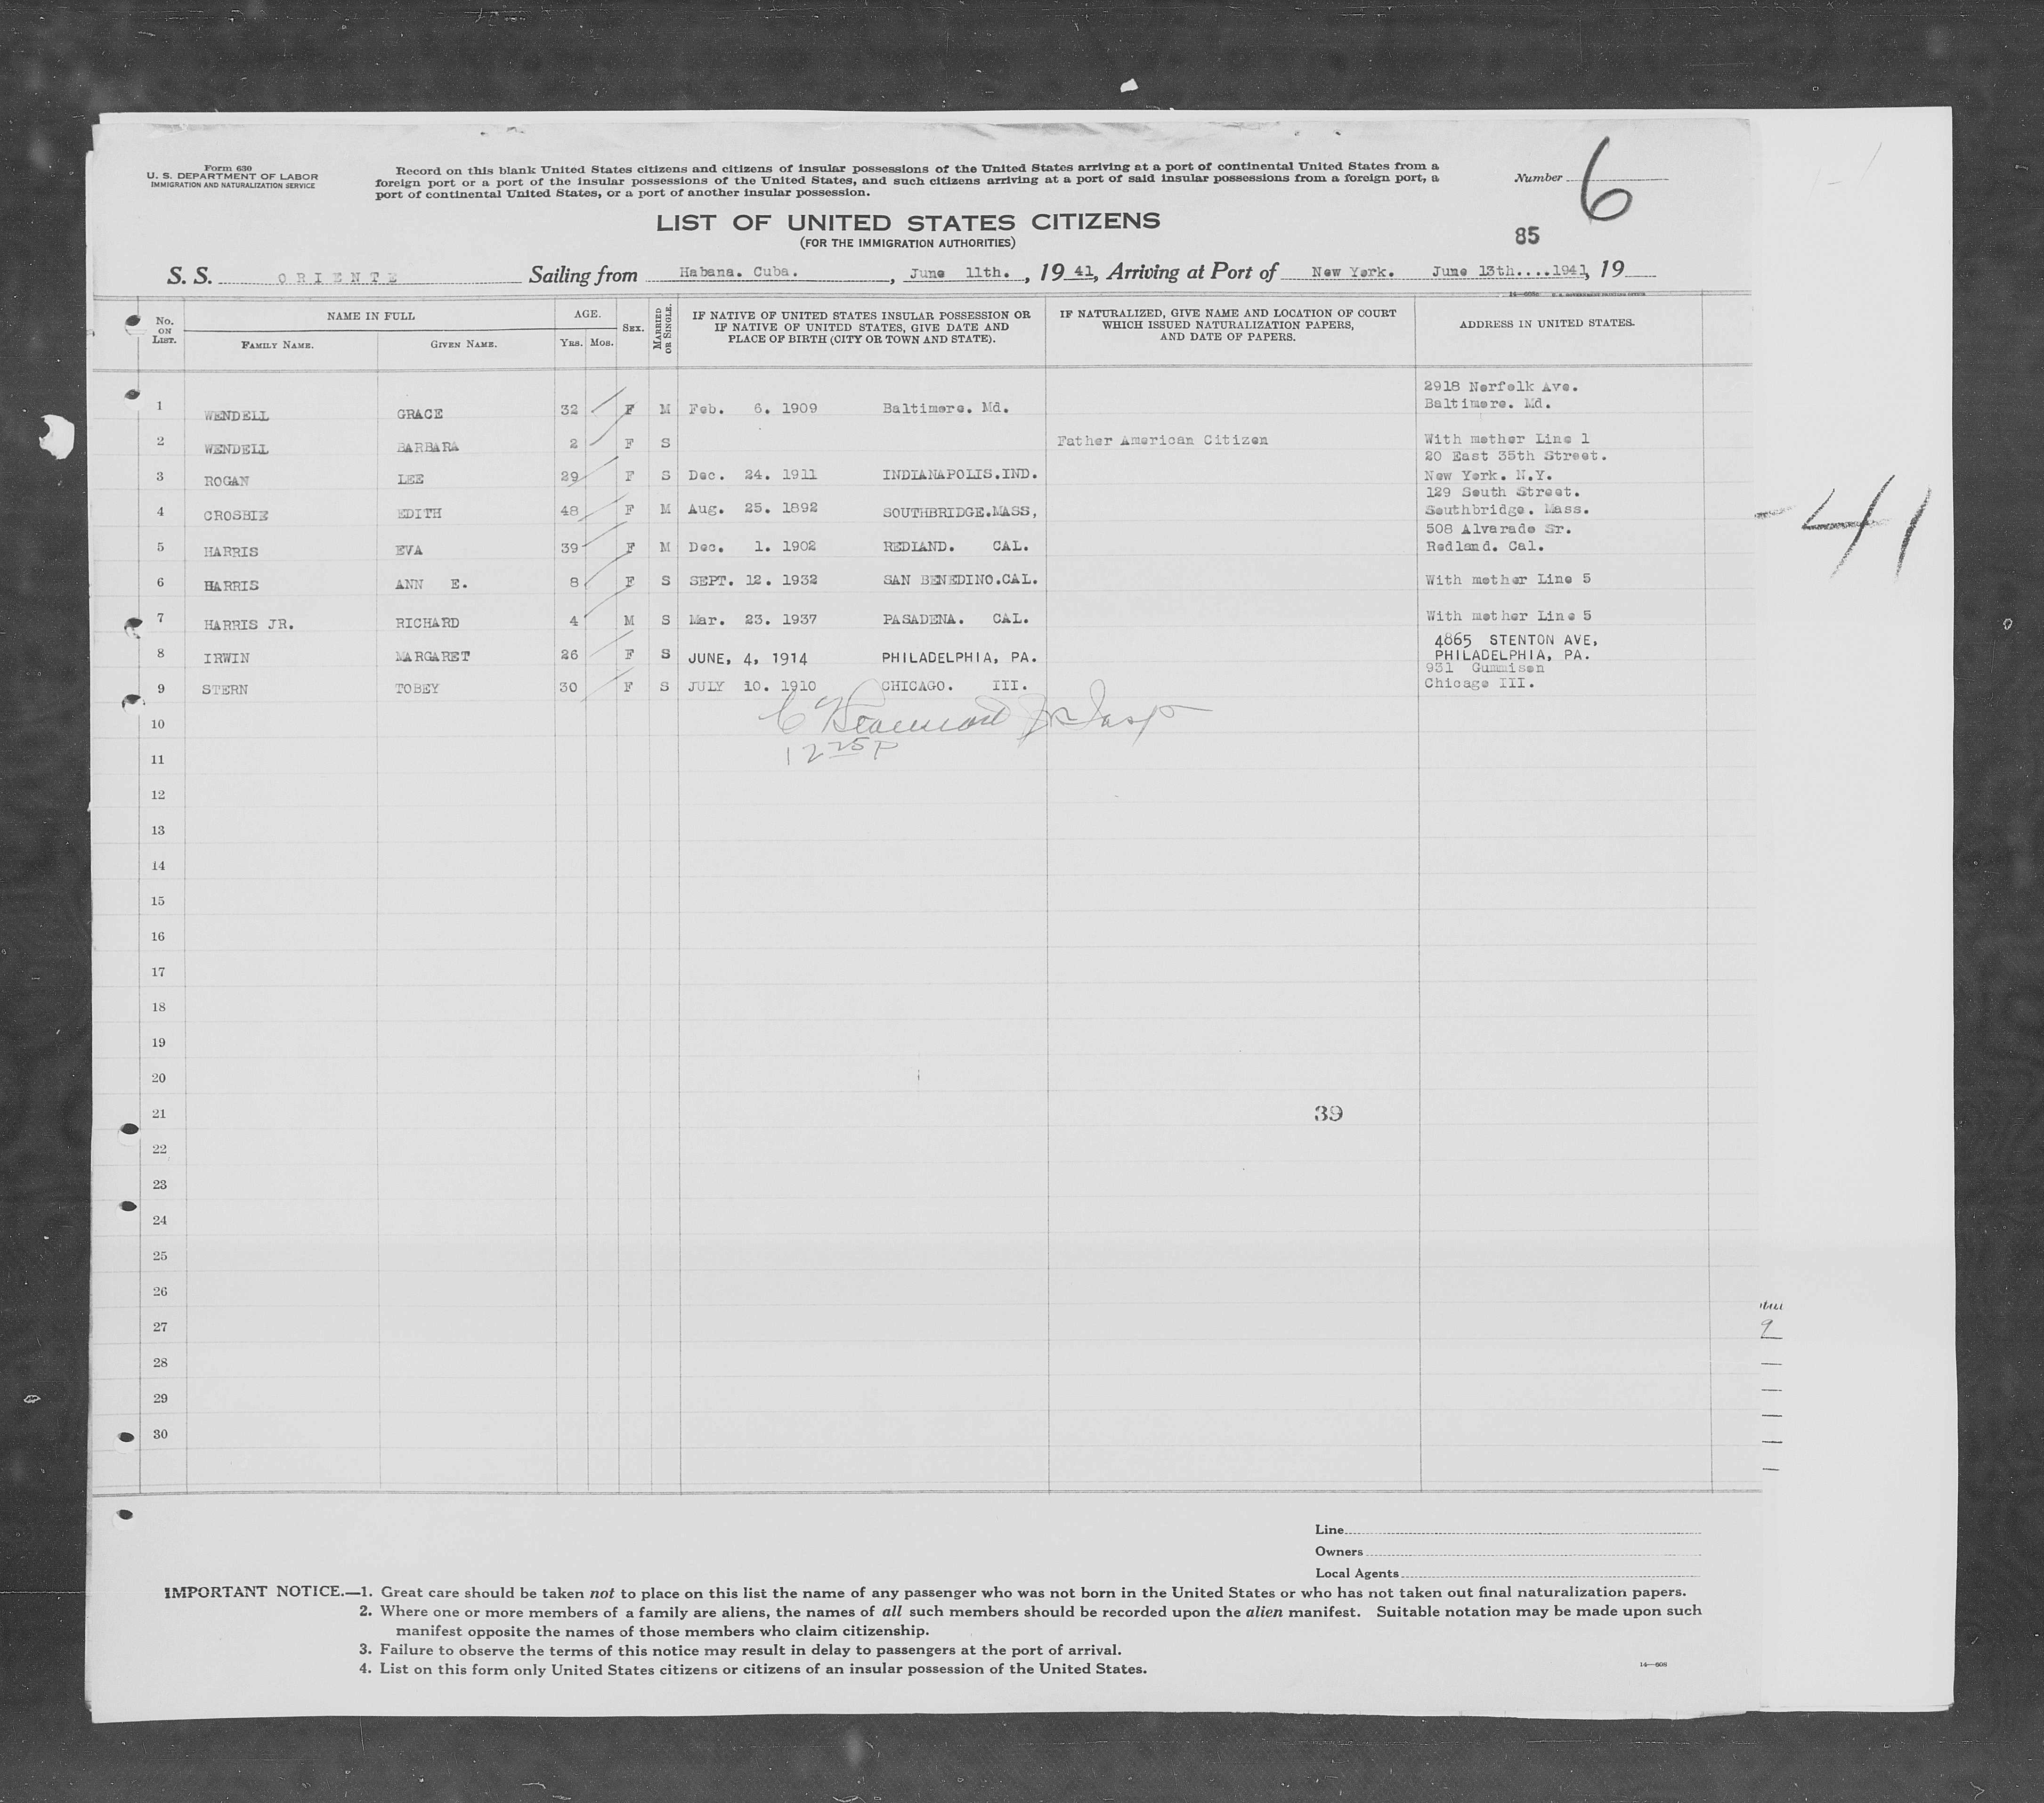 Form 630
U. S. DEPARTMENT OF LABOR
IMMIGRATION AND NATURALIZATION SERVICE
Record on this blank United States citizens and citizens of insular possessions of the United States arriving at a port of continental United States from a
foreign port or a port of the insular possessions of the United States, and such citizens arriving at a port of said insular possessions from a foreign port, a
port of continental United States, or a port of another insular possession.
Number 6
LIST OF UNITED STATES CITIZENS
(FOR THE IMMIGRATION AUTHORITIES)
85
S. S. ORIENTE Sailing from Habana. Cuba. , June 11th. , 19 41, Arriving at Port of New York. June 13th....1941, 19
No. ON LIST. NAME IN FULL AGE. SEX. MARRIED OR SINGLE. IF NATIVE OF UNITED STATES INSULAR POSSESSION OR IF NATIVE OF UNITED STATES, GIVE DATE AND PLACE OF BIRTH (CITY OR TOWN AND STATE). IF NATURALIZED, GIVE NAME AND LOCATION OF COURT WHICH ISSUED NATURALIZATION PAPERS, AND DATE OF PAPERS. ADDRESS IN UNITED STATES.
FAMILY NAME. GIVEN NAME. YRS. MOS.
2918 Norfolk Ave.
1 WENDELL GRACE 32 F M Feb. 6. 1909 Baltimore. Md. Baltimore. Md.
2 WENDELL BARBARA 2 F S Father American Citizen With mother Line 1
20 East 35th Street.
3 ROGAN LEE 29 F S Dec. 24. 1911 INDIANAPOLIS.IND. New York. N.Y.
129 South Street.
4 CROSBIE EDITH 48 F M Aug. 25. 1892 SOUTHBRIDGE.MASS, Southbridge. Mass.
508 Alvarado Sr.
5 HARRIS EVA 39 F M Dec. 1. 1902 REDLAND. CAL. Redland. Cal.
6 HARRIS ANN E. 8 F S SEPT. 12. 1932 SAN BENEDINO.CAL. With mother Line 5
7 HARRIS JR. RICHARD 4 M S Mar. 23. 1937 PASADENA. CAL. With mother Line 5
4865 STENTON AVE,
8 IRWIN MARGARET 26 F S JUNE, 4, 1914 PHILADELPHIA, PA. PHILADELPHIA, PA.
931 Gummison
9 STERN TOBEY 30 F S JULY 10. 1910 CHICAGO. III. Chicago III.
10
11 12 25 P
12
13
14
15
16
17
18
19
20
21 39
22
23
24
25
26
27
28
29
30
-41
9
Line
Owners
Local Agents
IMPORTANT NOTICE.—1. Great care should be taken not to place on this list the name of any passenger who was not born in the United States or who has not taken out final naturalization papers.
2. Where one or more members of a family are aliens, the names of all such members should be recorded upon the alien manifest. Suitable notation may be made upon such
manifest opposite the names of those members who claim citizenship.
3. Failure to observe the terms of this notice may result in delay to passengers at the port of arrival.
4. List on this form only United States citizens or citizens of an insular possession of the United States.
14—608